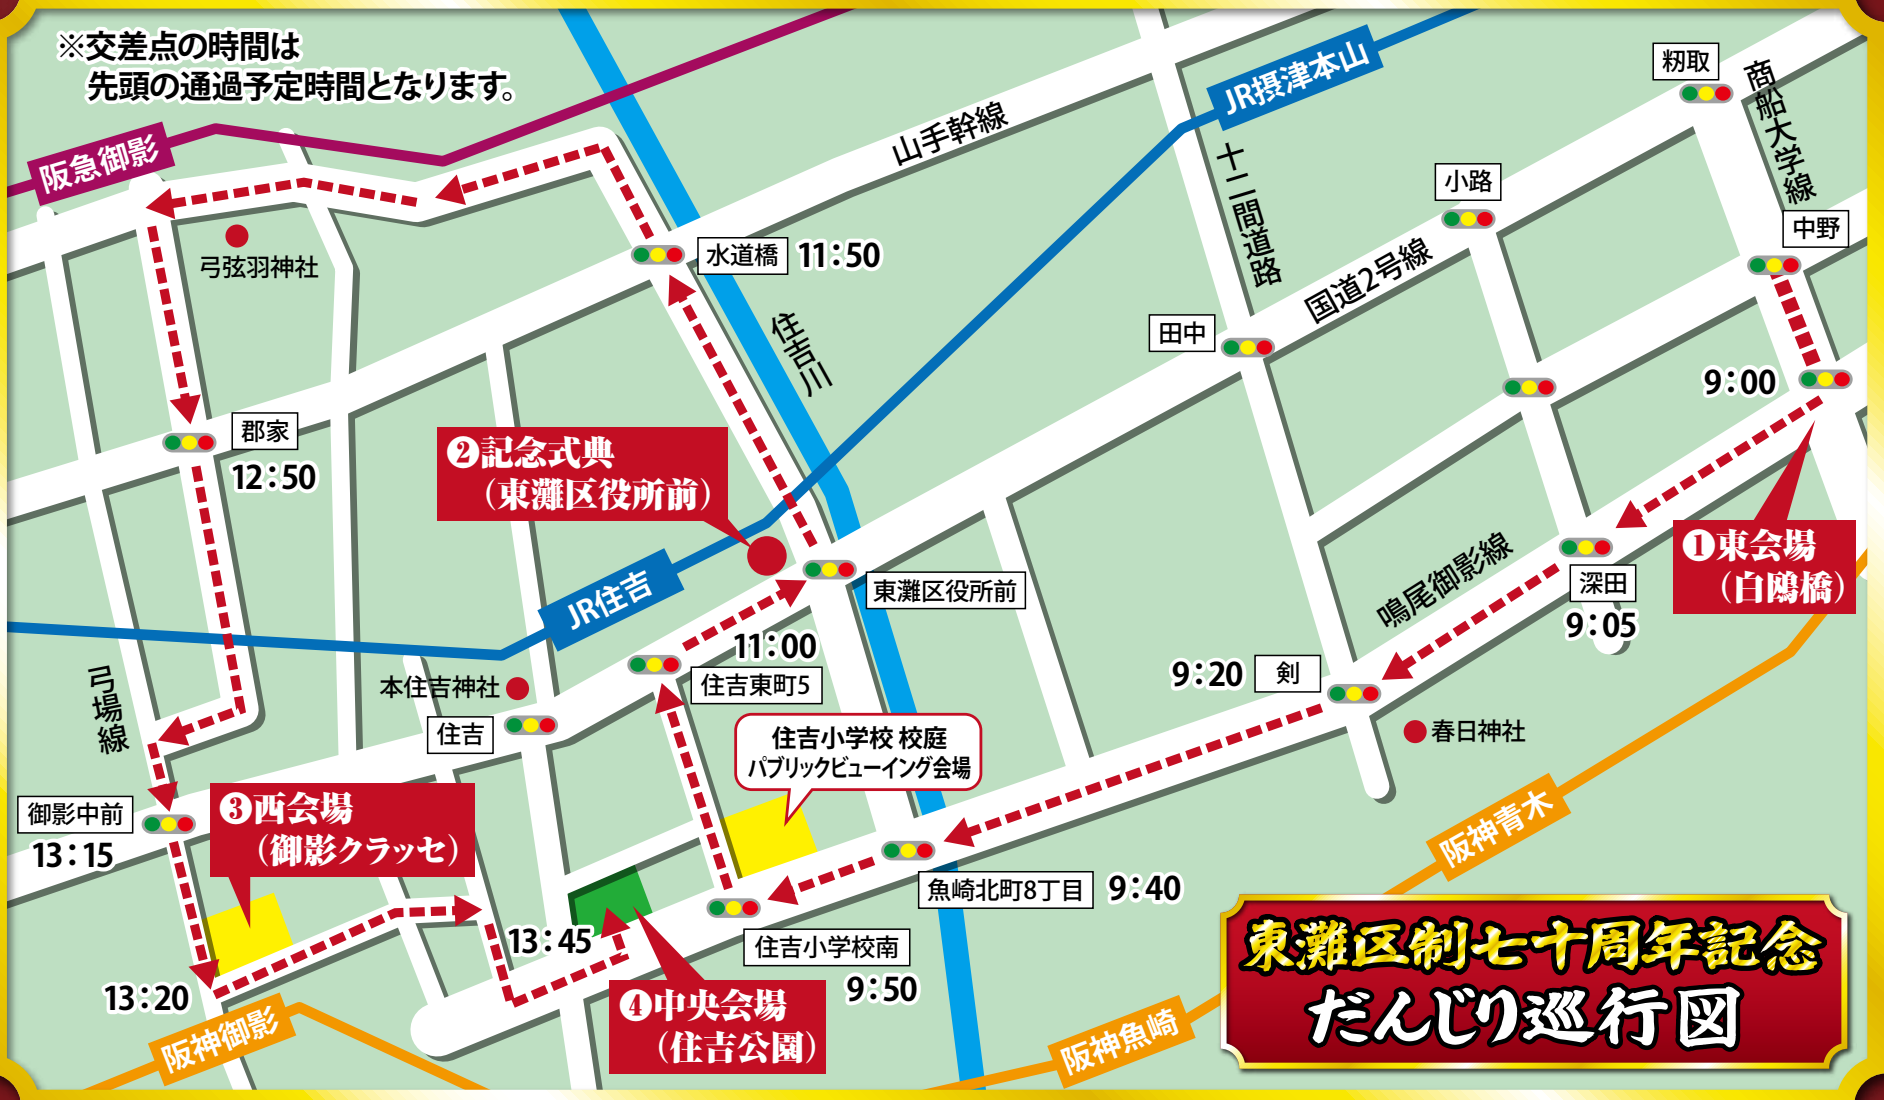 ※交差点の時間は
先頭の通過予定時間となります。
阪急御影
弓弦羽神社
山手幹線
JR摂津本山
十二間道路
籾取
商船大学線
小路
中野
国道2号線
田中
水道橋 11:50
住吉川
9:00
郡家
12:50
❷記念式典
（東灘区役所前）
❶東会場
（白鴎橋）
鳴尾御影線
深田
9:05
東灘区役所前
JR住吉
11:00
住吉東町5
9:20 剣
春日神社
本住吉神社
住吉
弓場線
住吉小学校 校庭
パブリックビューイング会場
御影中前
13:15
❸西会場
（御影クラッセ）
阪神青木
魚崎北町8丁目 9:40
13:45
住吉小学校南
9:50
13:20
阪神御影
❹中央会場
（住吉公園）
阪神魚崎
東灘区制七十周年記念
だんじり巡行図